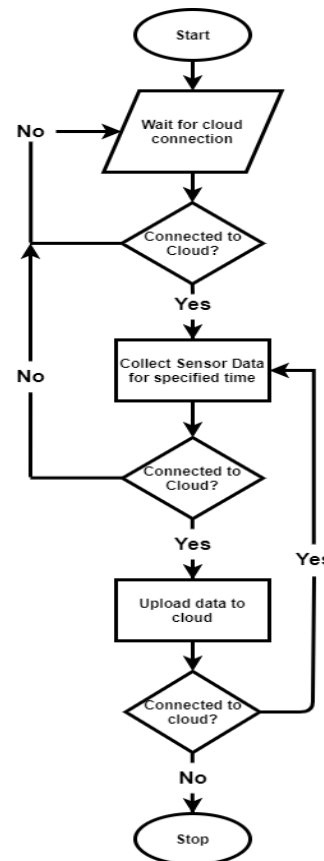 Start
No
Wait for cloud
connection
Connected to
Cloud?
Yes
Collect Sensor Data
for specified time
No
Connected to
Cloud?
Yes
Yes
Upload data to
cloud
Connected to
cloud?
No
Stop